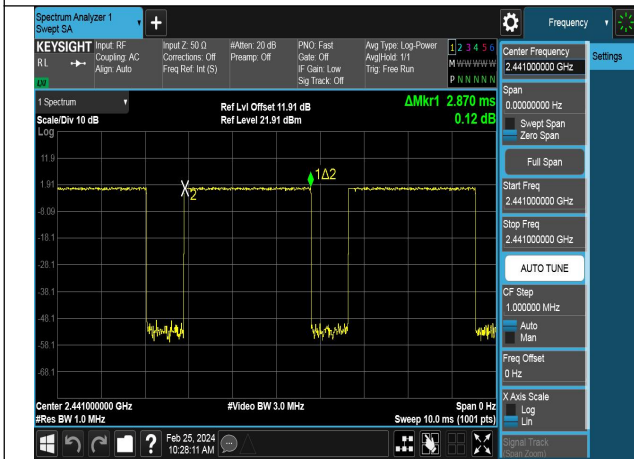 Spectrum Analyzer 1
Swept SA
+
Frequency
KEYSIGHT
RL
Input: RF
Coupling: AC
Align: Auto
Input Z: 50 Ω
Corrections: Off
Freq Ref: Int (S)
#Atten: 20 dB
Preamp: Off
PNO: Fast
Gate: Off
IF Gain: Low
Sig Track: Off
Avg Type: Log-Power
Avg|Hold: 1/1
Trig: Free Run
1 2 3 4 5 6
M W W W W W
P N N N N N
1 Spectrum
Scale/Div 10 dB
Log
Ref Lvl Offset 11.91 dB
Ref Level 21.91 dBm
ΔMkr1 2.870 ms
0.12 dB
11.9
1.91
-8.09
-18.1
-28.1
-38.1
-48.1
-58.1
-68.1
X2
1Δ2
Center 2.441000000 GHz
#Res BW 1.0 MHz
#Video BW 3.0 MHz
Span 0 Hz
Sweep 10.0 ms (1001 pts)
Feb 25, 2024
10:28:11 AM
?
Center Frequency
2.441000000 GHz
Span
0.00000000 Hz
Swept Span
Zero Span
Full Span
Start Freq
2.441000000 GHz
Stop Freq
2.441000000 GHz
AUTO TUNE
CF Step
1.000000 MHz
Auto
Man
Freq Offset
0 Hz
X Axis Scale
Log
Lin
Signal Track
(Span Zoom)
Settings